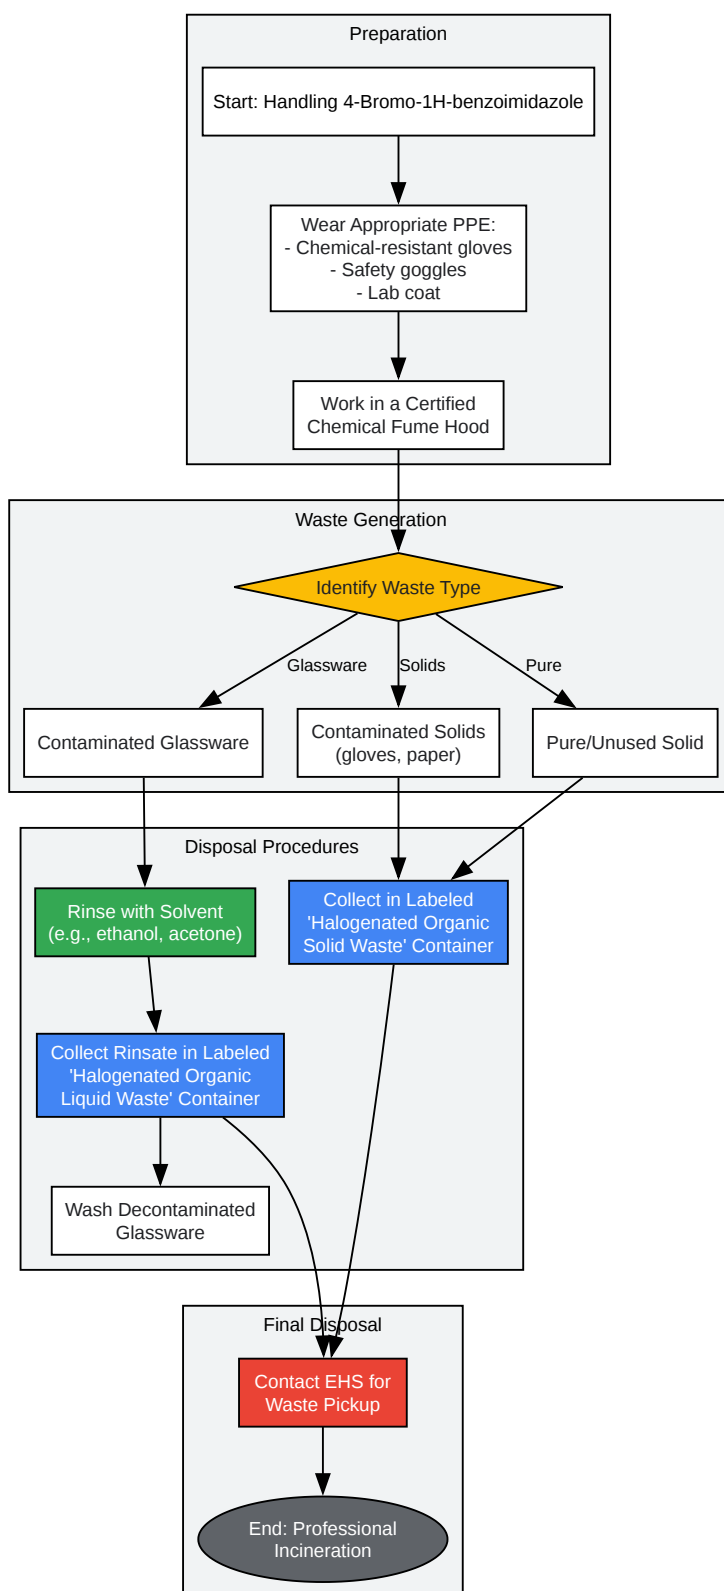 Preparation
Start: Handling 4-Bromo-1H-benzoimidazole
Wear Appropriate PPE:
- Chemical-resistant gloves
- Safety goggles
- Lab coat
Work in a Certified
Chemical Fume Hood
Waste Generation
Identify Waste Type
Glassware
Solids
Pure
Contaminated Glassware
Contaminated Solids
(gloves, paper)
Pure/Unused Solid
Disposal Procedures
Rinse with Solvent
(e.g., ethanol, acetone)
Collect in Labeled
'Halogenated Organic
Solid Waste' Container
Collect Rinsate in Labeled
'Halogenated Organic
Liquid Waste' Container
Wash Decontaminated
Glassware
Final Disposal
Contact EHS for
Waste Pickup
End: Professional
Incineration